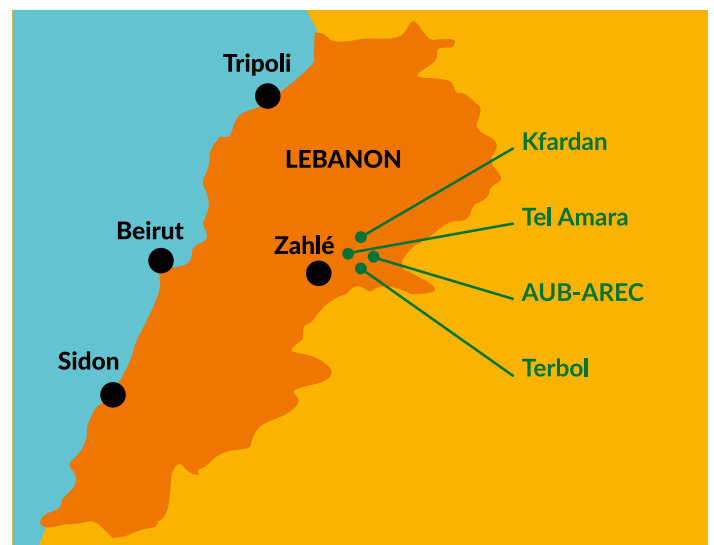 Tripoli
LEBANON
Kfardan
Tel Amara
Beirut
Zahlé
AUB-AREC
Sidon
Terbol